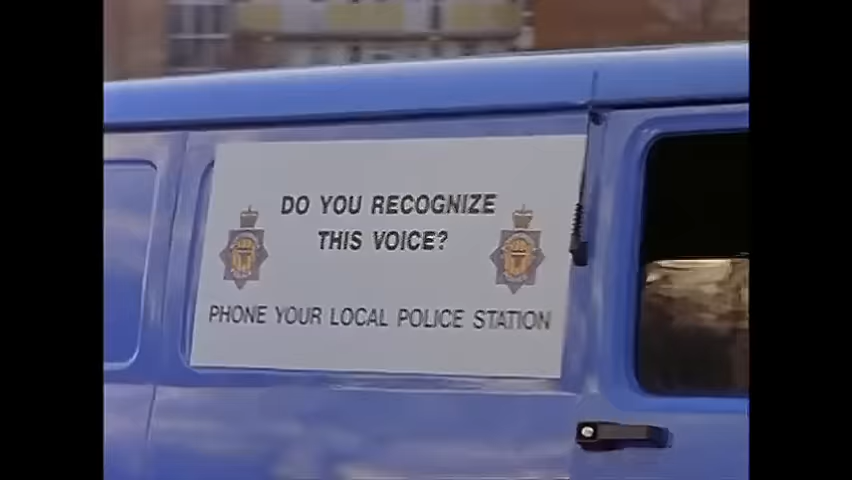 DO YOU RECOGNIZE
THIS VOICE?
PHONE YOUR LOCAL POLICE STATION